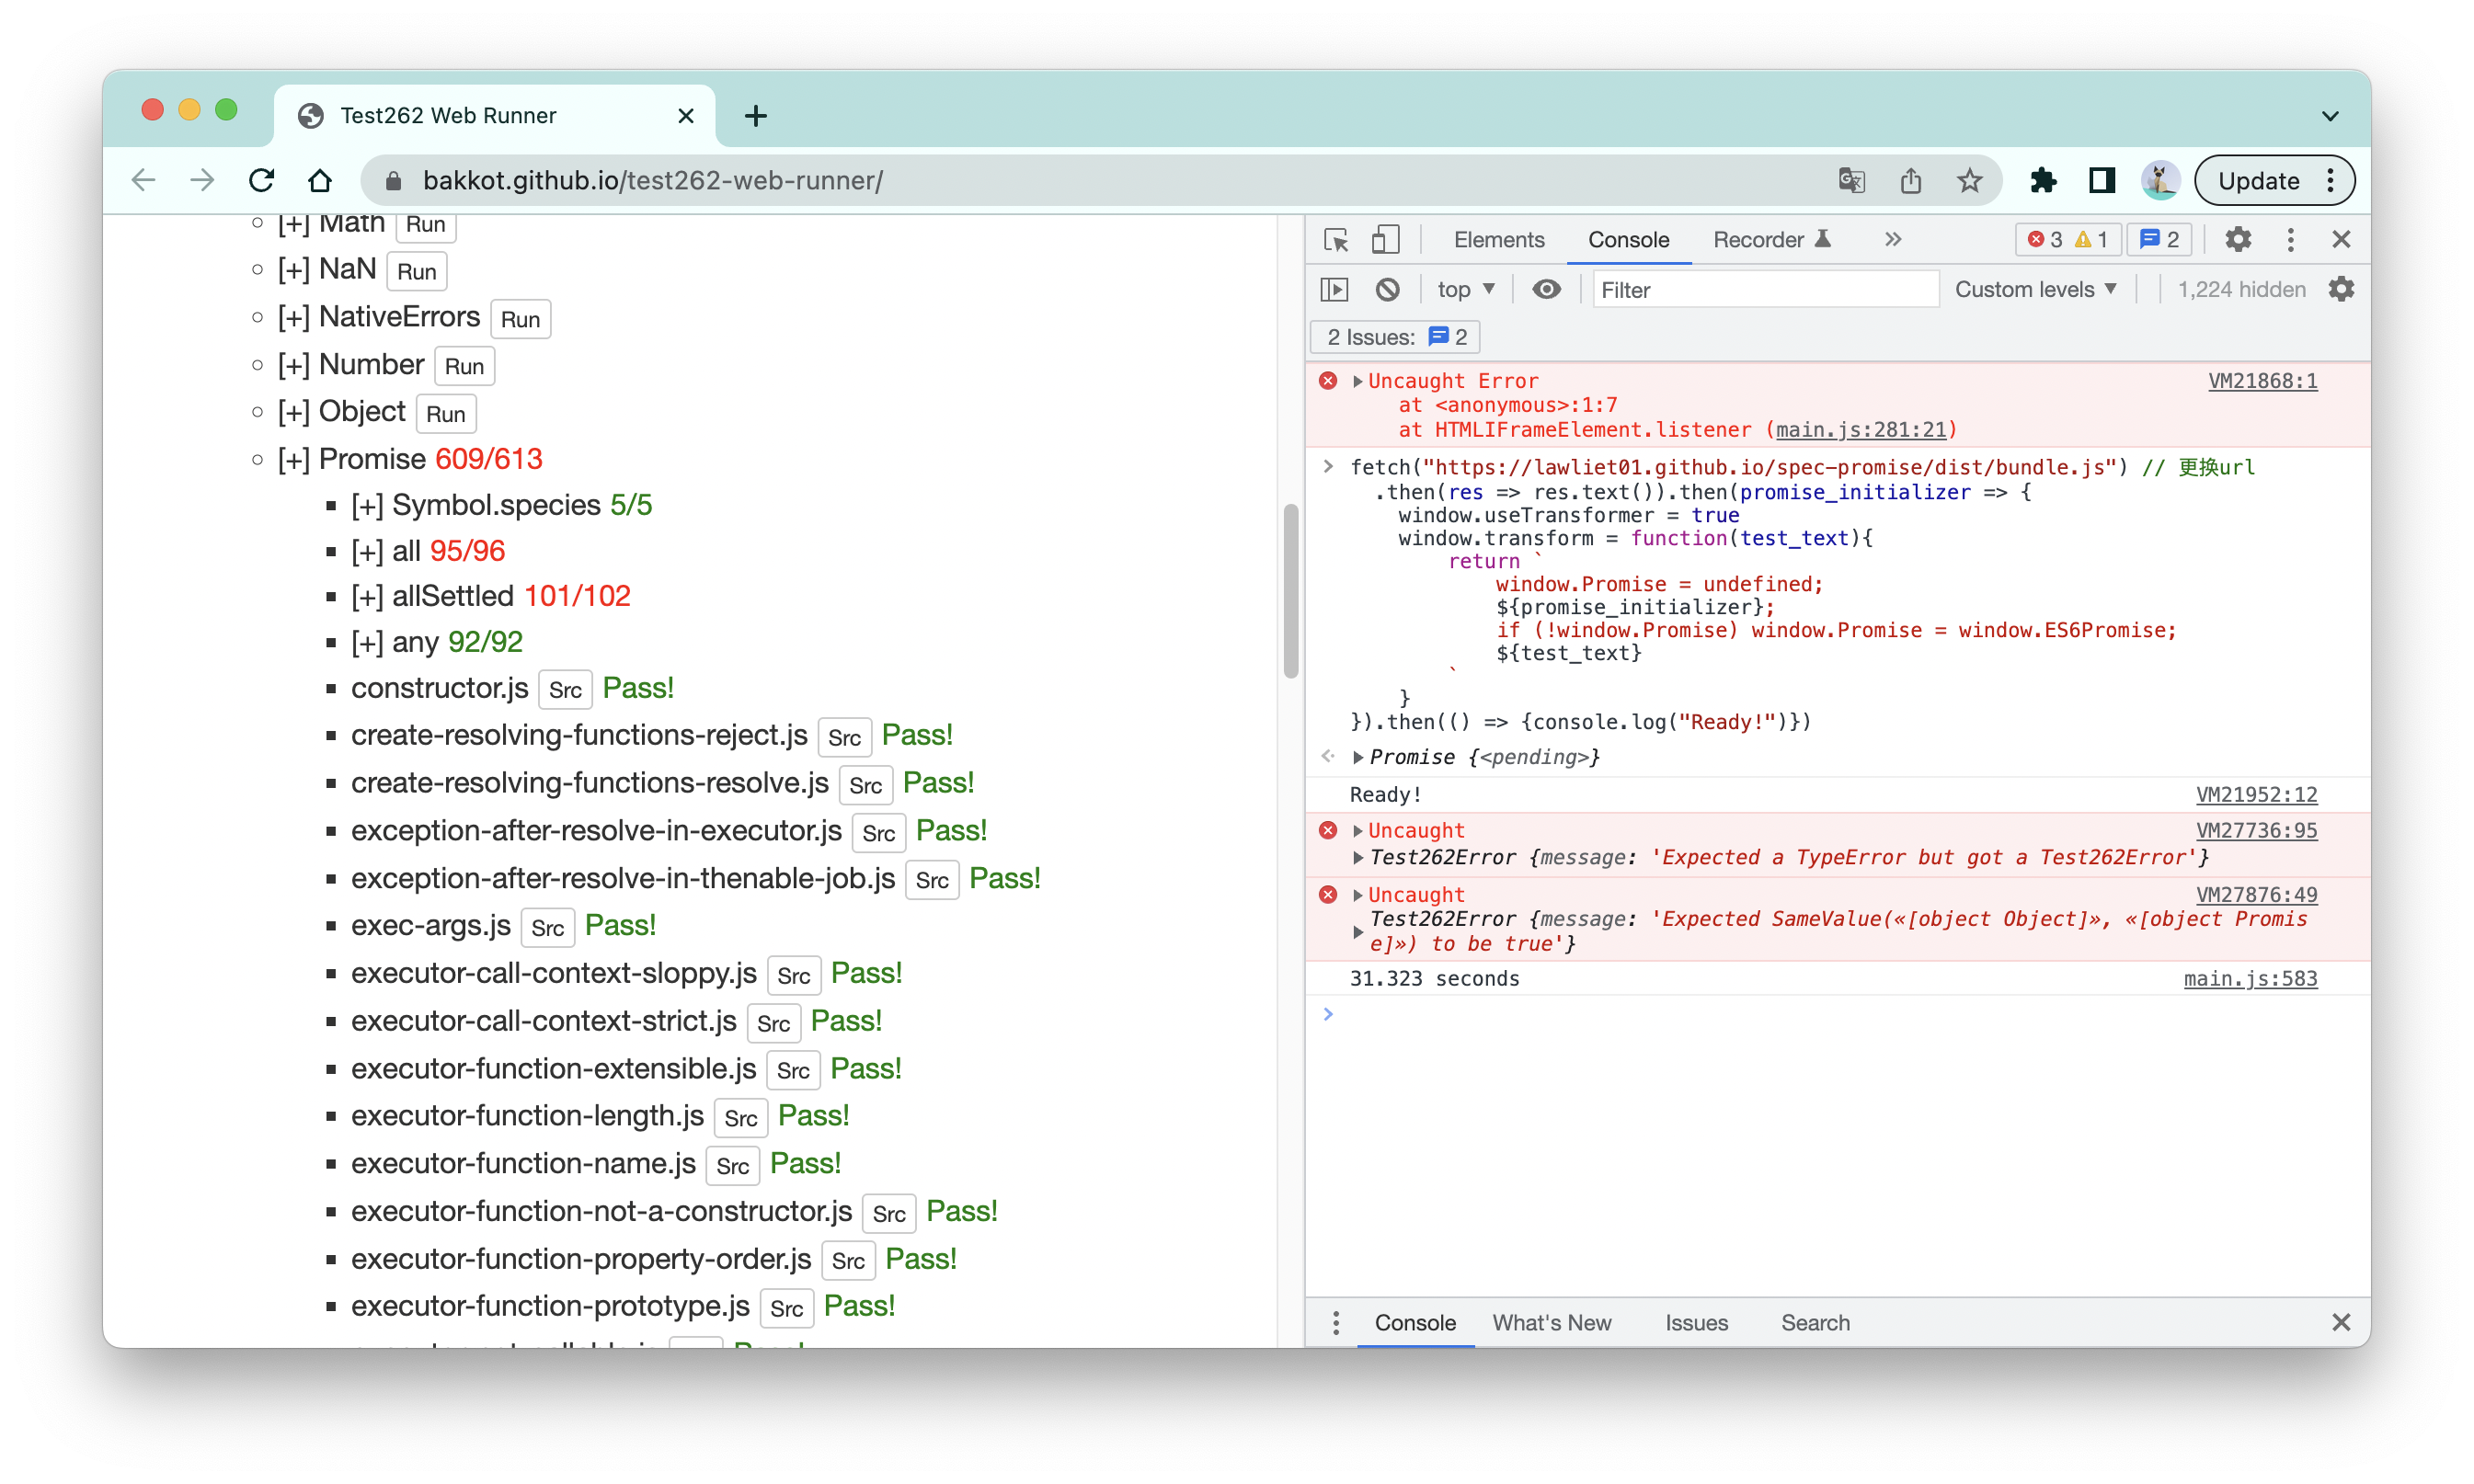 Test262 Web Runner
bakkot.github.io/test262-web-runner/
Update
[+] Math Run
[+] NaN Run
[+] NativeErrors Run
[+] Number Run
[+] Object Run
[+] Promise 609/613
[+] Symbol.species 5/5
[+] all 95/96
[+] allSettled 101/102
[+] any 92/92
constructor.js Src Pass!
create-resolving-functions-reject.js Src Pass!
create-resolving-functions-resolve.js Src Pass!
exception-after-resolve-in-executor.js Src Pass!
exception-after-resolve-in-thenable-job.js Src Pass!
exec-args.js Src Pass!
executor-call-context-sloppy.js Src Pass!
executor-call-context-strict.js Src Pass!
executor-function-extensible.js Src Pass!
executor-function-length.js Src Pass!
executor-function-name.js Src Pass!
executor-function-not-a-constructor.js Src Pass!
executor-function-property-order.js Src Pass!
executor-function-prototype.js Src Pass!
Elements Console Recorder 3 1 2
top Filter Custom levels 1,224 hidden
2 Issues: 2
Uncaught Error VM21868:1
at <anonymous>:1:7
at HTMLIFrameElement.listener (main.js:281:21)
fetch("https://lawliet01.github.io/spec-promise/dist/bundle.js") // 更换url
.then(res => res.text()).then(promise_initializer => {
window.useTransformer = true
window.transform = function(test_text){
return `
window.Promise = undefined;
${promise_initializer};
if (!window.Promise) window.Promise = window.ES6Promise;
${test_text}
`
}
}).then(() => {console.log("Ready!")})
Promise {<pending>}
Ready! VM21952:12
Uncaught VM27736:95
Test262Error {message: 'Expected a TypeError but got a Test262Error'}
Uncaught VM27876:49
Test262Error {message: 'Expected SameValue(«[object Object]», «[object Promis
e]») to be true'}
31.323 seconds main.js:583
Console What's New Issues Search